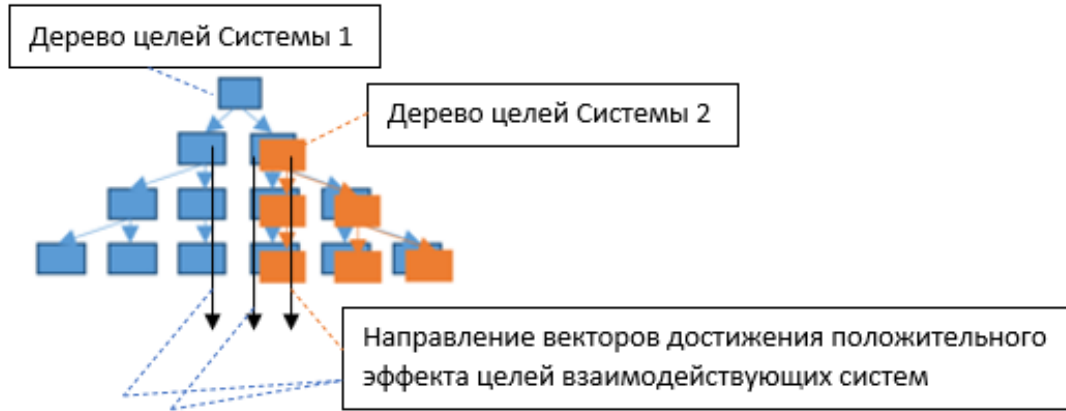 Дерево целей Системы 1
Дерево целей Системы 2
Направление векторов достижения положительного
эффекта целей взаимодействующих систем